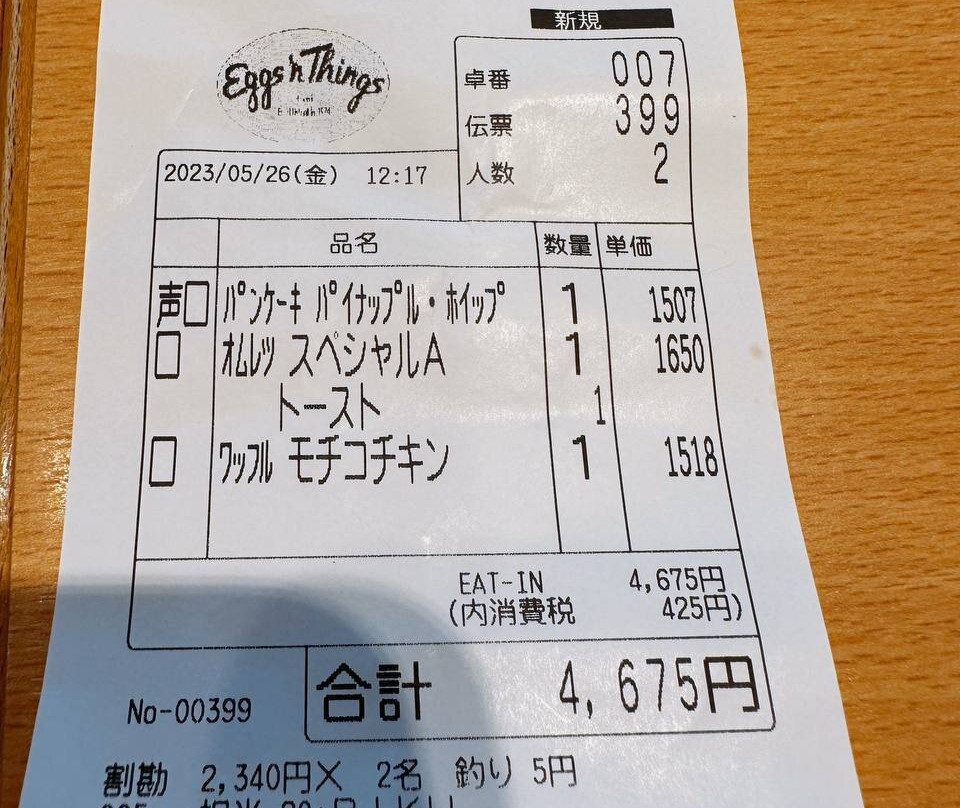 新規
Eggs 'n Things
卓番 007
伝票 399
人数 2
2023/05/26(金) 12:17
品名 数量 単価
声□ パンケーキ パイナップル・ホイップ 1 1507
□ オムレツ スペシャルA 1 1650
トースト 1
□ ワッフル モチコチキン 1 1518
EAT-IN 4,675円
(内消費税 425円)
合計 4,675円
No-00399
割勘 2,340円× 2名 釣り 5円